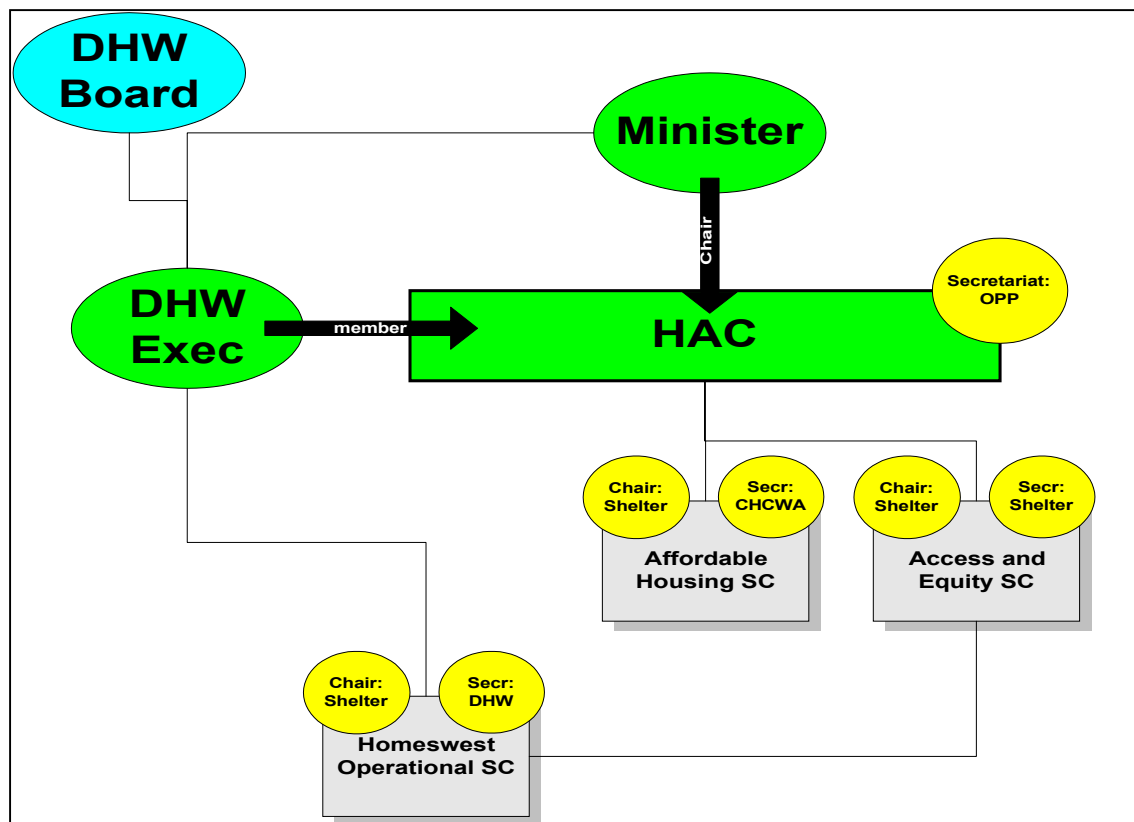 DHW
Board
Minister
Chair
Secretariat:
OPP
DHW
Exec
member
HAC
Chair:
Shelter
Secr:
CHCWA
Chair:
Shelter
Secr:
Shelter
Affordable
Housing SC
Access and
Equity SC
Chair:
Shelter
Secr:
DHW
Homeswest
Operational SC